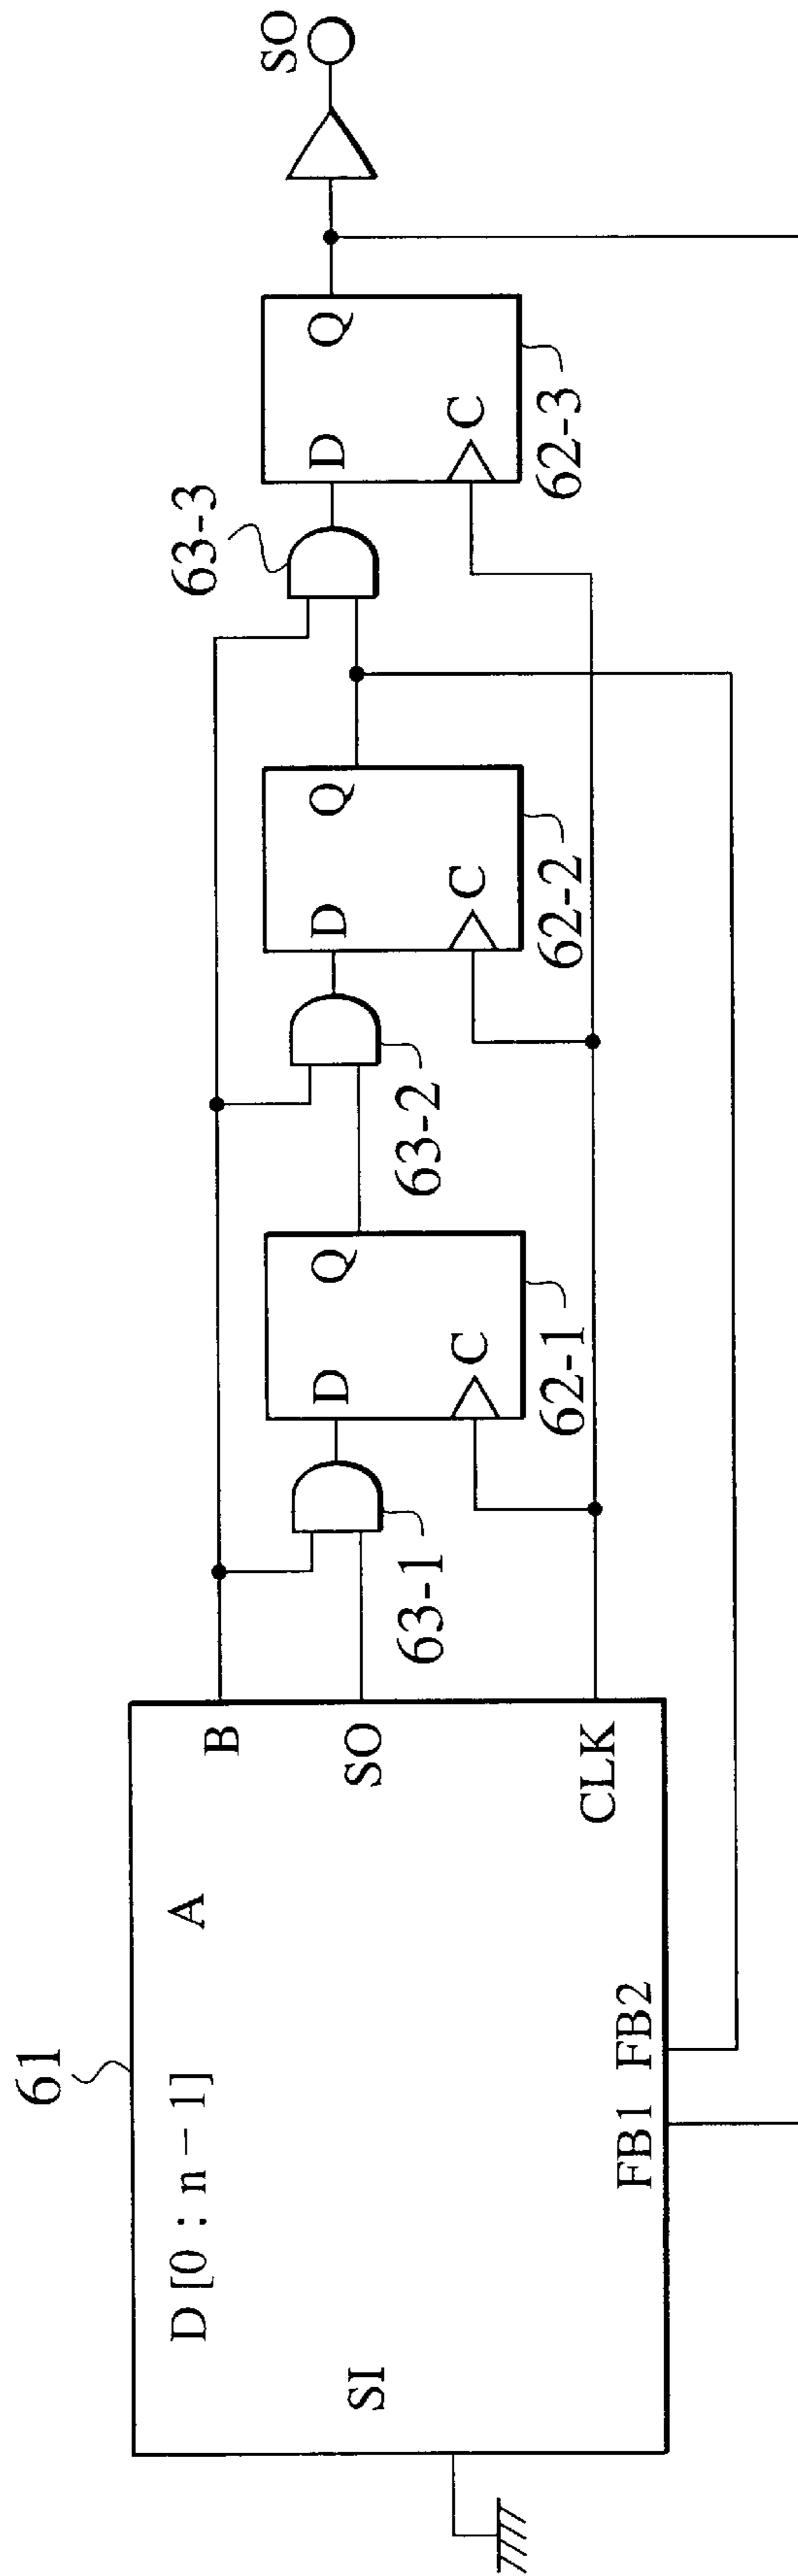 61
D [0 : n − 1]
A
SI
B
SO
CLK
FB1
FB2
63-1
D
Q
C
62-1
63-2
D
Q
C
62-2
63-3
D
Q
C
62-3
SO